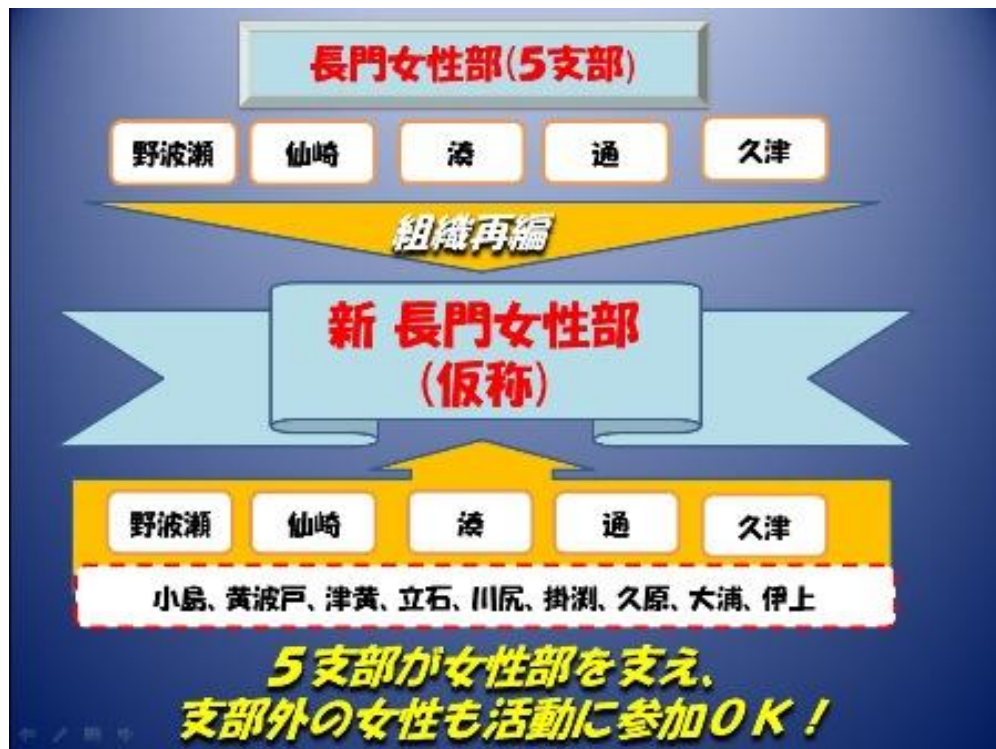 長門女性部(5支部)
野波瀬 仙崎 湊 通 久津
組織再編
新 長門女性部
(仮称)
野波瀬 仙崎 湊 通 久津
小島、黄波戸、津黄、立石、川尻、掛渕、久原、大浦、伊上
5支部が女性部を支え、
支部外の女性も活動に参加OK!